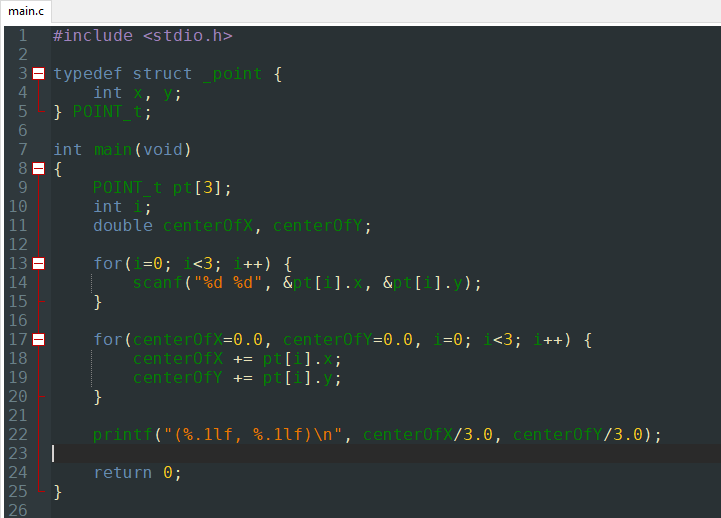 main.c
1 #include <stdio.h>
2
3 typedef struct _point {
4     int x, y;
5 } POINT_t;
6
7 int main(void)
8 {
9     POINT_t pt[3];
10     int i;
11     double centerOfX, centerOfY;
12
13     for(i=0; i<3; i++) {
14         scanf("%d %d", &pt[i].x, &pt[i].y);
15     }
16
17     for(centerOfX=0.0, centerOfY=0.0, i=0; i<3; i++) {
18         centerOfX += pt[i].x;
19         centerOfY += pt[i].y;
20     }
21
22     printf("(%.1lf, %.1lf)\n", centerOfX/3.0, centerOfY/3.0);
23
24     return 0;
25 }
26